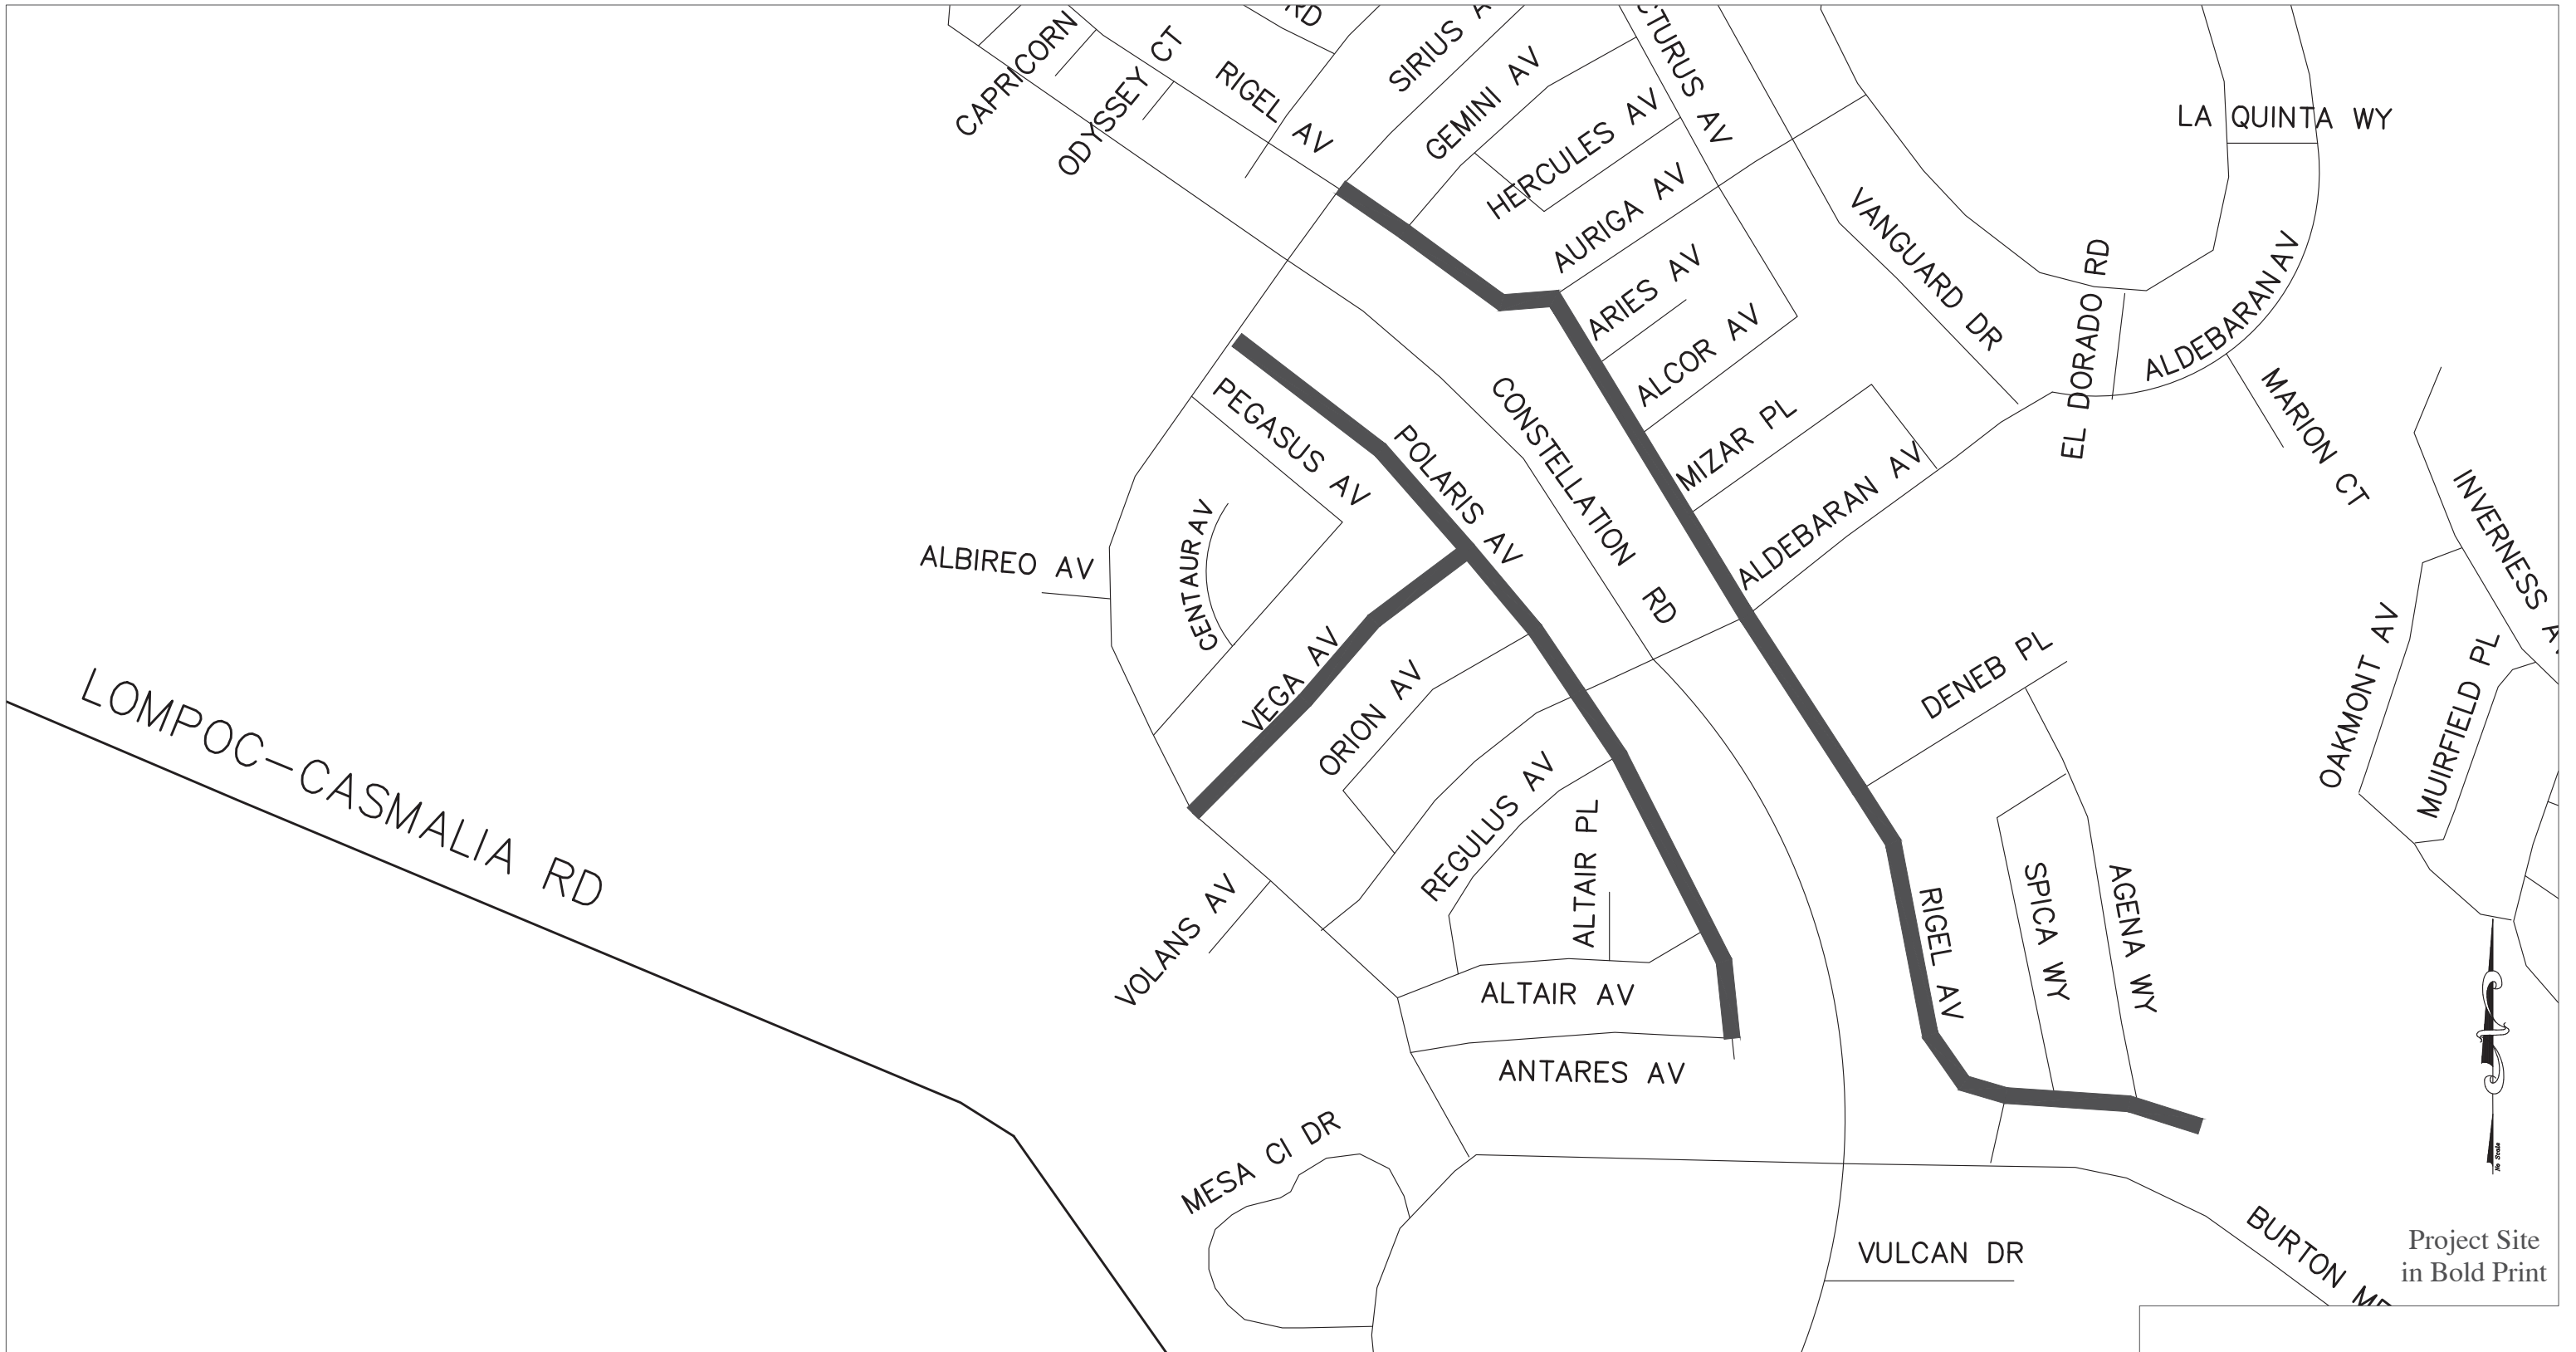 RD
SIRIUS
CAPRICORN
ODYSSEY CT
RIGEL AV
GEMINI AV
HERCULES AV
AV
LA QUINTA WY
AURIGA AV
VANGUARD DR
ARIES AV
ALCOR AV
EL DORADO RD
ALDEBARAN AV
MARION CT
PEGASUS AV
POLARIS AV
CONSTELLATION RD
MIZAR PL
ALDEBARAN AV
INVERNESS
CENTAUR AV
ALBIREO AV
VEGA AV
ORION AV
DENEB PL
OAKMONT AV
MUIRFIELD PL
LOMPOC-CASMALIA RD
REGULUS AV
ALTAIR PL
VOLANS AV
RIGEL AV
SPICA WY
AGENA WY
ALTAIR AV
ANTARES AV
MESA CI DR
No Scale
VULCAN DR
BURTON
Project Site
in Bold Print